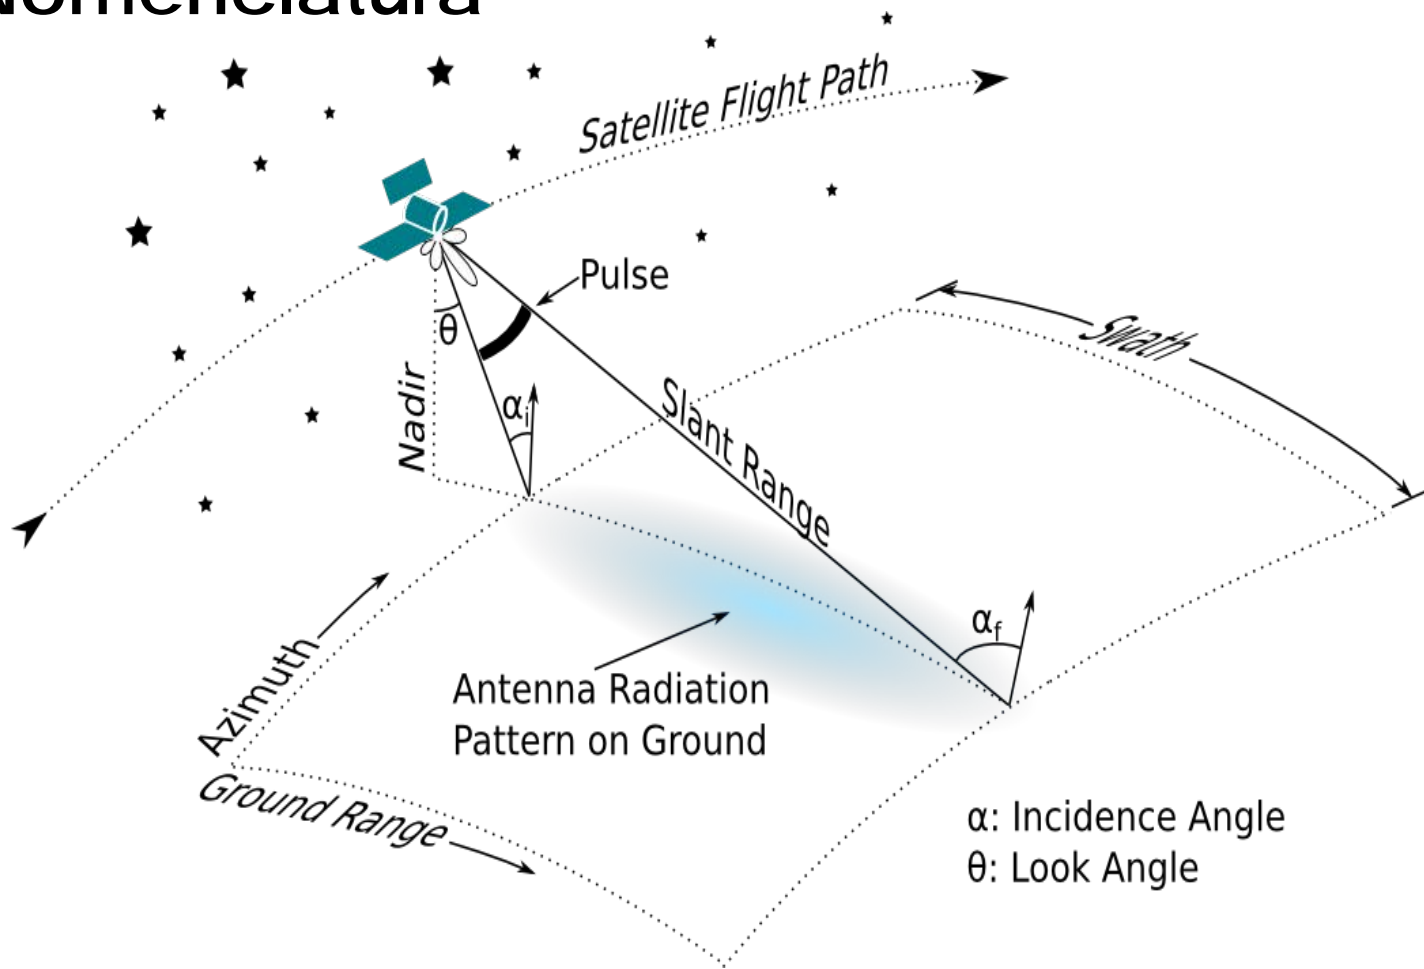 Nomenclatura
Satellite Flight Path
Pulse
θ
Nadir
αi
Swath
Slant Range
αf
Azimuth
Antenna Radiation
Pattern on Ground
Ground Range
α: Incidence Angle
θ: Look Angle